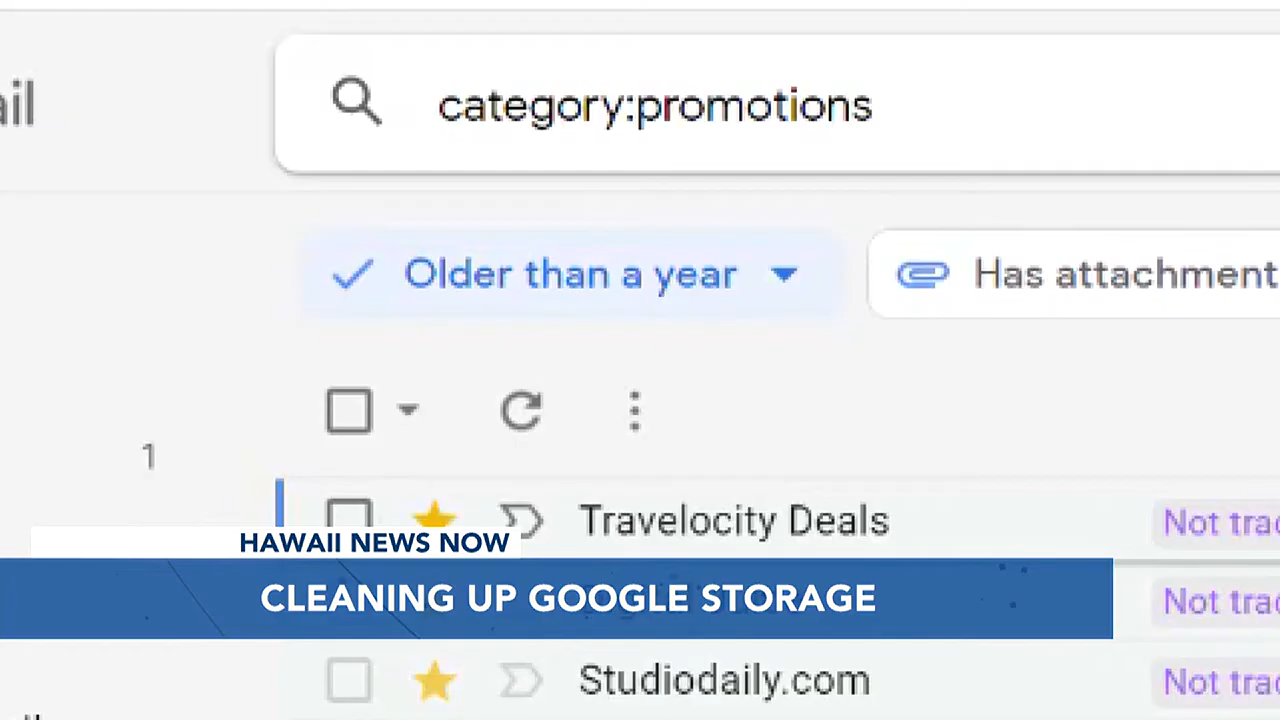 ail
category:promotions
Older than a year
Has attachment
1
Travelocity Deals
HAWAII NEWS NOW
CLEANING UP GOOGLE STORAGE
Studiodaily.com